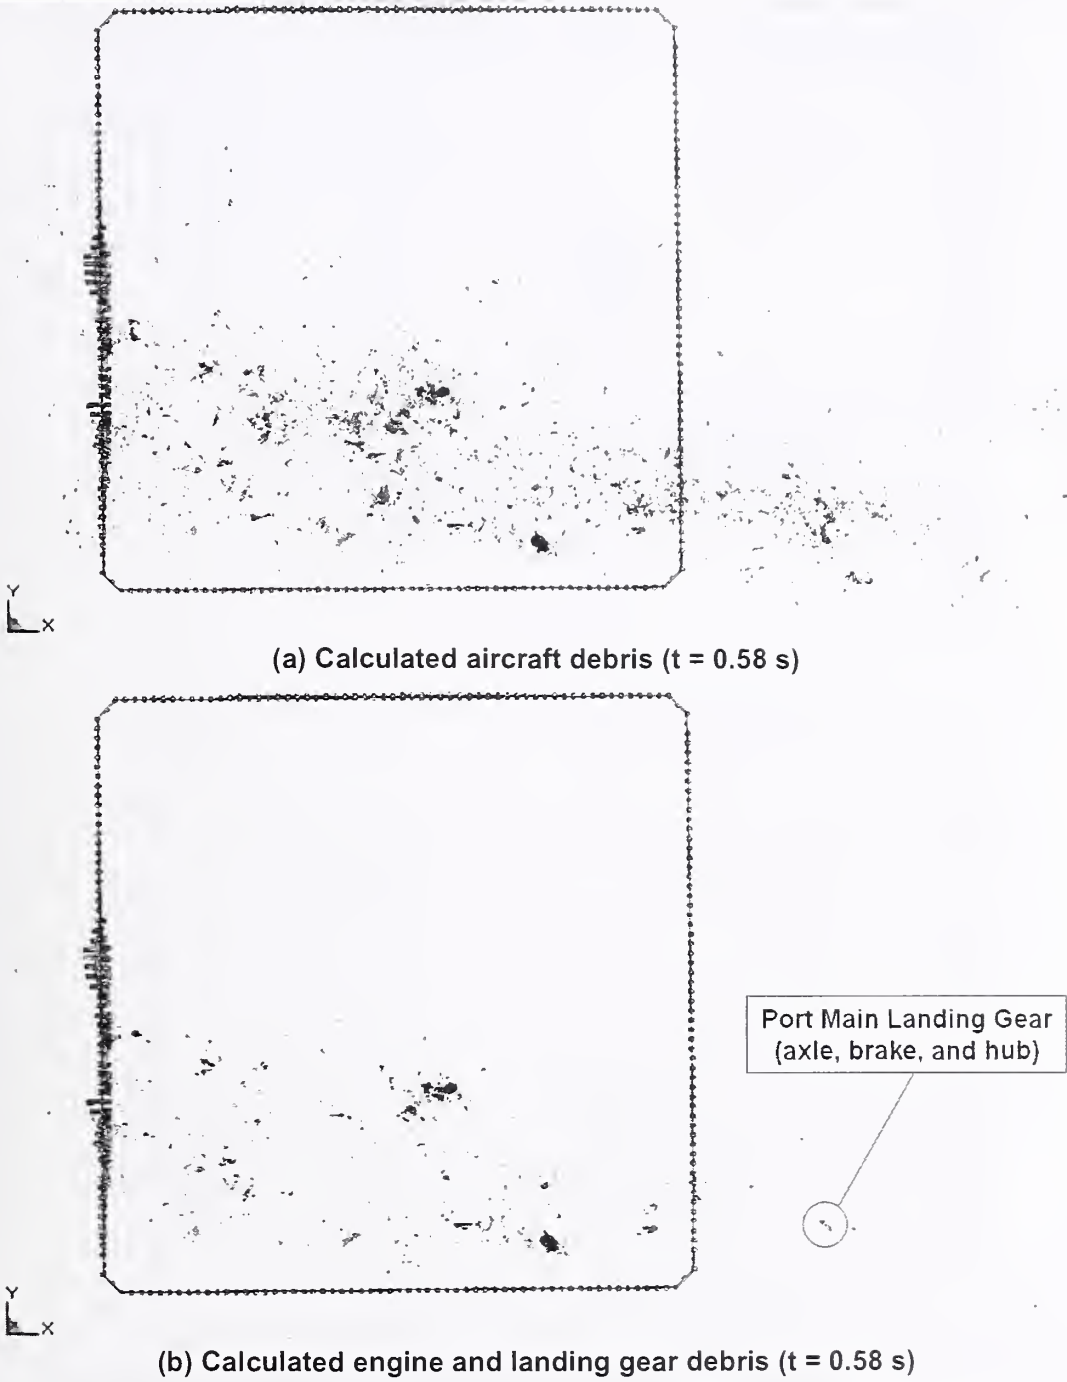 Y
X
(a) Calculated aircraft debris (t = 0.58 s)
Port Main Landing Gear
(axle, brake, and hub)
Y
X
(b) Calculated engine and landing gear debris (t = 0.58 s)